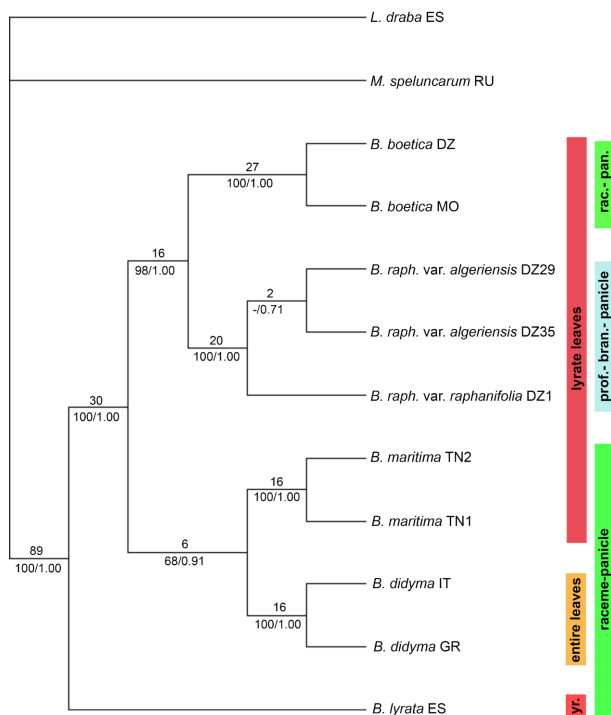 L. draba ES
M. speluncarum RU
B. boetica DZ
27
100/1.00
B. boetica MO
rac.- pan.
16
98/1.00
B. raph. var. algeriensis DZ29
2
-/0.71
B. raph. var. algeriensis DZ35
20
100/1.00
B. raph. var. raphanifolia DZ1
lyrate leaves
prof.- bran.- panicle
30
100/1.00
B. maritima TN2
16
100/1.00
B. maritima TN1
6
68/0.91
89
100/1.00
B. didyma IT
16
100/1.00
B. didyma GR
entire leaves
raceme-panicle
B. lyrata ES
yr.